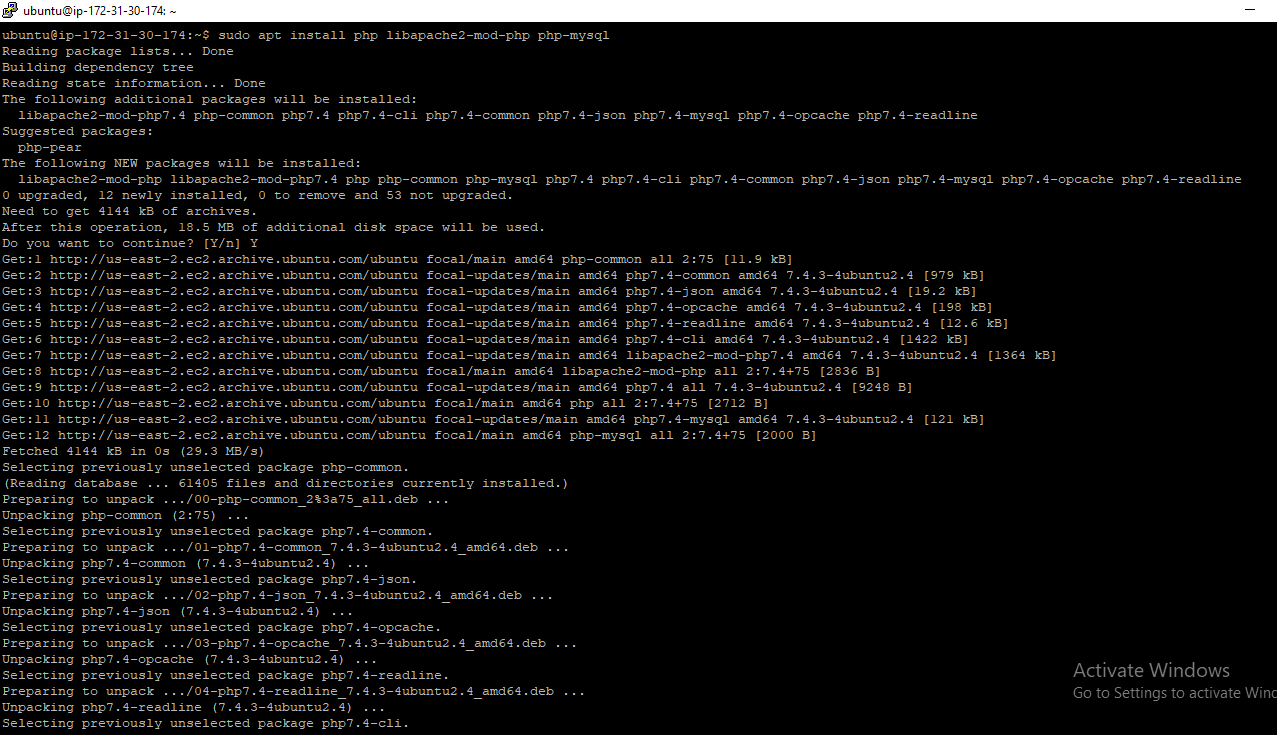 ubuntu@ip-172-31-30-174: ~
ubuntu@ip-172-31-30-174:~$ sudo apt install php libapache2-mod-php php-mysql
Reading package lists... Done
Building dependency tree
Reading state information... Done
The following additional packages will be installed:
  libapache2-mod-php7.4 php-common php7.4 php7.4-cli php7.4-common php7.4-json php7.4-mysql php7.4-opcache php7.4-readline
Suggested packages:
  php-pear
The following NEW packages will be installed:
  libapache2-mod-php libapache2-mod-php7.4 php php-common php-mysql php7.4 php7.4-cli php7.4-common php7.4-json php7.4-mysql php7.4-opcache php7.4-readline
0 upgraded, 12 newly installed, 0 to remove and 53 not upgraded.
Need to get 4144 kB of archives.
After this operation, 18.5 MB of additional disk space will be used.
Do you want to continue? [Y/n] Y
Get:1 http://us-east-2.ec2.archive.ubuntu.com/ubuntu focal/main amd64 php-common all 2:75 [11.9 kB]
Get:2 http://us-east-2.ec2.archive.ubuntu.com/ubuntu focal-updates/main amd64 php7.4-common amd64 7.4.3-4ubuntu2.4 [979 kB]
Get:3 http://us-east-2.ec2.archive.ubuntu.com/ubuntu focal-updates/main amd64 php7.4-json amd64 7.4.3-4ubuntu2.4 [19.2 kB]
Get:4 http://us-east-2.ec2.archive.ubuntu.com/ubuntu focal-updates/main amd64 php7.4-opcache amd64 7.4.3-4ubuntu2.4 [198 kB]
Get:5 http://us-east-2.ec2.archive.ubuntu.com/ubuntu focal-updates/main amd64 php7.4-readline amd64 7.4.3-4ubuntu2.4 [12.6 kB]
Get:6 http://us-east-2.ec2.archive.ubuntu.com/ubuntu focal-updates/main amd64 php7.4-cli amd64 7.4.3-4ubuntu2.4 [1422 kB]
Get:7 http://us-east-2.ec2.archive.ubuntu.com/ubuntu focal-updates/main amd64 libapache2-mod-php7.4 amd64 7.4.3-4ubuntu2.4 [1364 kB]
Get:8 http://us-east-2.ec2.archive.ubuntu.com/ubuntu focal/main amd64 libapache2-mod-php all 2:7.4+75 [2836 B]
Get:9 http://us-east-2.ec2.archive.ubuntu.com/ubuntu focal-updates/main amd64 php7.4 all 7.4.3-4ubuntu2.4 [9248 B]
Get:10 http://us-east-2.ec2.archive.ubuntu.com/ubuntu focal/main amd64 php all 2:7.4+75 [2712 B]
Get:11 http://us-east-2.ec2.archive.ubuntu.com/ubuntu focal-updates/main amd64 php7.4-mysql amd64 7.4.3-4ubuntu2.4 [121 kB]
Get:12 http://us-east-2.ec2.archive.ubuntu.com/ubuntu focal/main amd64 php-mysql all 2:7.4+75 [2000 B]
Fetched 4144 kB in 0s (29.3 MB/s)
Selecting previously unselected package php-common.
(Reading database ... 61405 files and directories currently installed.)
Preparing to unpack .../00-php-common_2%3a75_all.deb ...
Unpacking php-common (2:75) ...
Selecting previously unselected package php7.4-common.
Preparing to unpack .../01-php7.4-common_7.4.3-4ubuntu2.4_amd64.deb ...
Unpacking php7.4-common (7.4.3-4ubuntu2.4) ...
Selecting previously unselected package php7.4-json.
Preparing to unpack .../02-php7.4-json_7.4.3-4ubuntu2.4_amd64.deb ...
Unpacking php7.4-json (7.4.3-4ubuntu2.4) ...
Selecting previously unselected package php7.4-opcache.
Preparing to unpack .../03-php7.4-opcache_7.4.3-4ubuntu2.4_amd64.deb ...
Unpacking php7.4-opcache (7.4.3-4ubuntu2.4) ...
Selecting previously unselected package php7.4-readline.
Preparing to unpack .../04-php7.4-readline_7.4.3-4ubuntu2.4_amd64.deb ...
Unpacking php7.4-readline (7.4.3-4ubuntu2.4) ...
Selecting previously unselected package php7.4-cli.
Activate Windows
Go to Settings to activate Winc